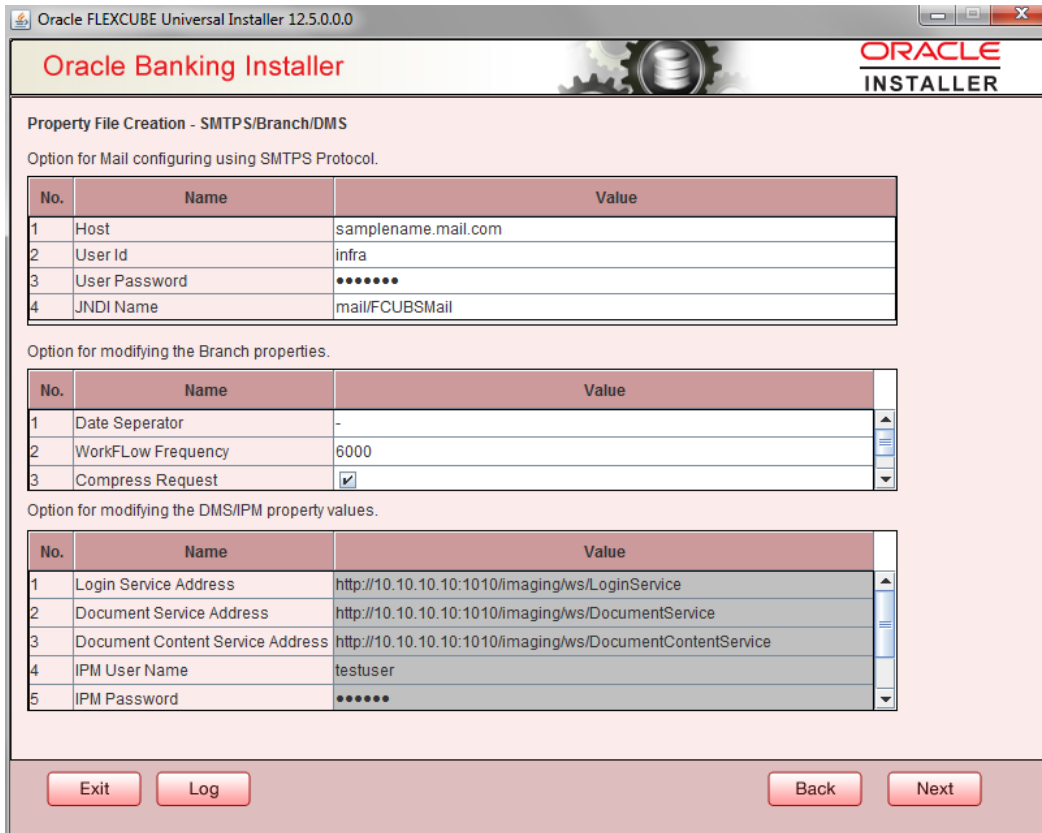 Oracle FLEXCUBE Universal Installer 12.5.0.0.0
Oracle Banking Installer
ORACLE
INSTALLER
Property File Creation - SMTPS/Branch/DMS
Option for Mail configuring using SMTPS Protocol.
No. Name Value
1 Host samplename.mail.com
2 User Id infra
3 User Password •••••••
4 JNDI Name mail/FCUBSMail
Option for modifying the Branch properties.
No. Name Value
1 Date Seperator -
2 WorkFLow Frequency 6000
3 Compress Request
Option for modifying the DMS/IPM property values.
No. Name Value
1 Login Service Address http://10.10.10.10:1010/imaging/ws/LoginService
2 Document Service Address http://10.10.10.10:1010/imaging/ws/DocumentService
3 Document Content Service Address http://10.10.10.10:1010/imaging/ws/DocumentContentService
4 IPM User Name testuser
5 IPM Password ••••••
Exit Log Back Next